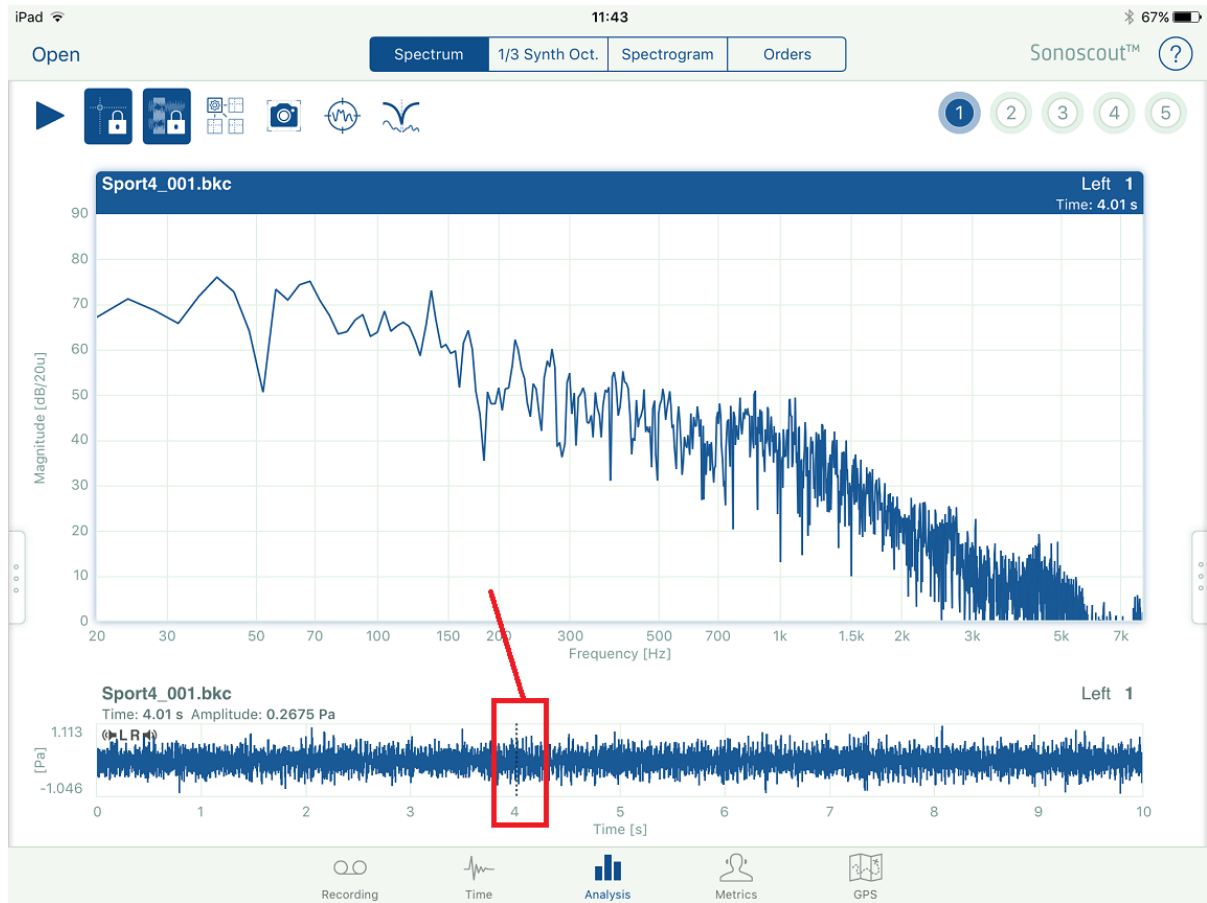 iPad 11:43 67%
Open Spectrum 1/3 Synth Oct. Spectrogram Orders Sonoscout™ ?
1 2 3 4 5
Sport4_001.bkc Left 1
Time: 4.01 s
90
80
70
60
50
40
30
20
10
0
Magnitude [dB/20u]
20 30 50 70 100 150 200 300 500 700 1k 1.5k 2k 3k 5k 7k
Frequency [Hz]
Sport4_001.bkc Left 1
Time: 4.01 s Amplitude: 0.2675 Pa
1.113 L R
[Pa]
-1.046
0 1 2 3 4 5 6 7 8 9 10
Time [s]
Recording Time Analysis Metrics GPS